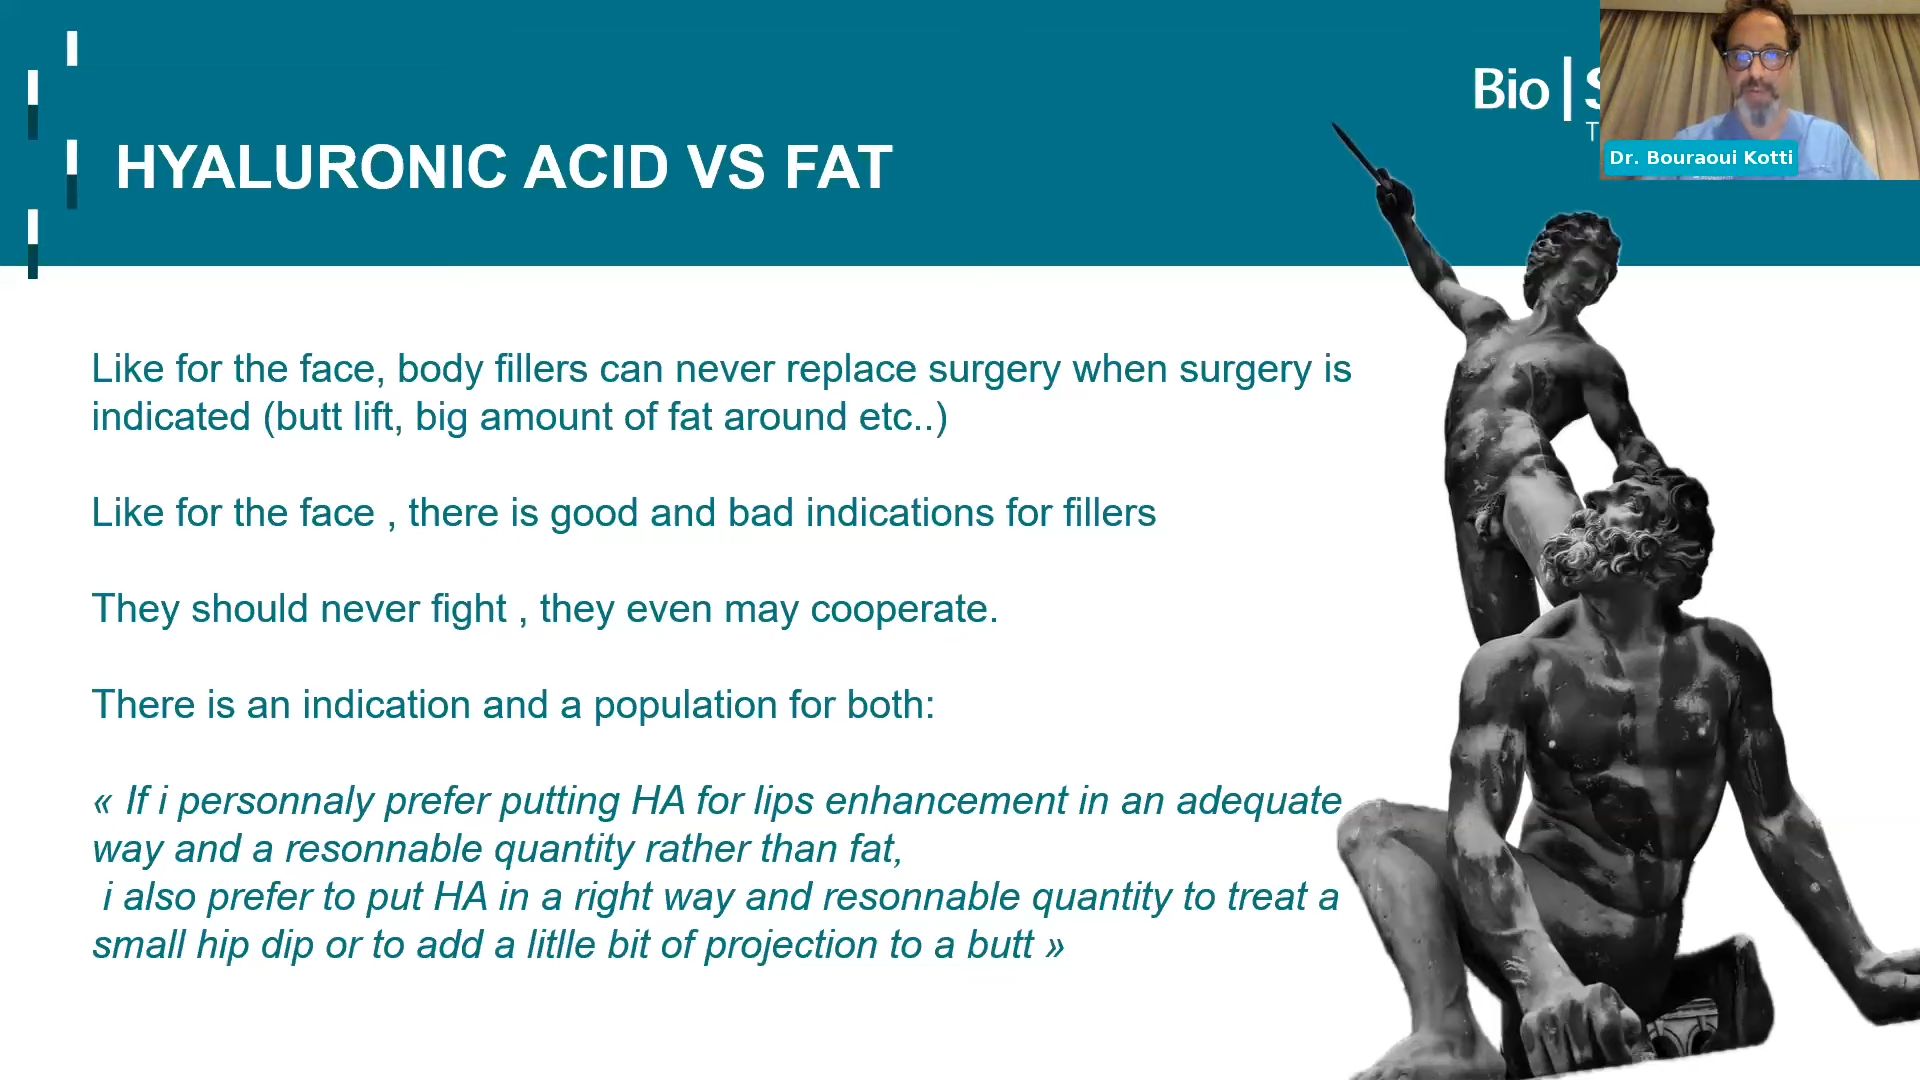 Bio
Dr. Bouraoui Kotti
HYALURONIC ACID VS FAT
Like for the face, body fillers can never replace surgery when surgery is
indicated (butt lift, big amount of fat around etc..)
Like for the face , there is good and bad indications for fillers
They should never fight , they even may cooperate.
There is an indication and a population for both:
« If i personnaly prefer putting HA for lips enhancement in an adequate
way and a resonnable quantity rather than fat,
i also prefer to put HA in a right way and resonnable quantity to treat a
small hip dip or to add a litlle bit of projection to a butt »